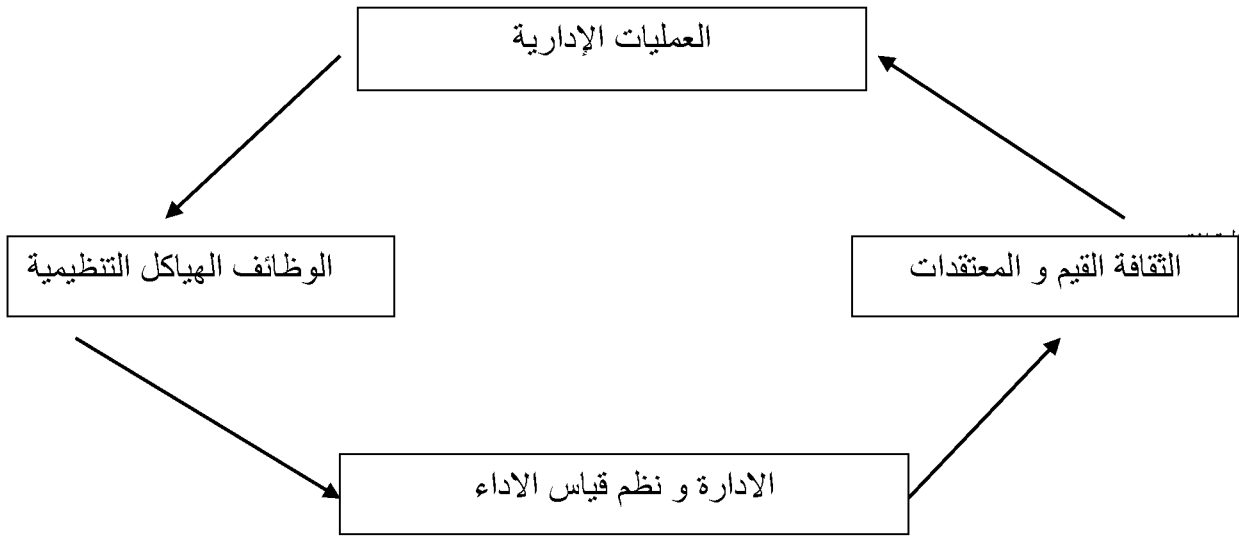 العمليات الإدارية
الثقافة القيم و المعتقدات
الوظائف الهياكل التنظيمية
الادارة و نظم قياس الاداء